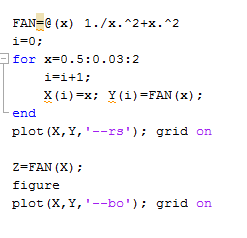 FAN=@(x) 1./x.^2+x.^2
i=0;
for x=0.5:0.03:2
i=i+1;
X(i)=x; Y(i)=FAN(x);
end
plot(X,Y,'--rs'); grid on
Z=FAN(X);
figure
plot(X,Y,'--bo'); grid on